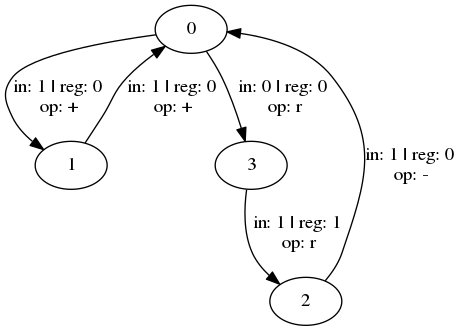 0
in: 1 | reg: 0
op: +
in: 1 | reg: 0
op: +
in: 0 | reg: 0
op: r
in: 1 | reg: 0
op: -
1
3
in: 1 | reg: 1
op: r
2